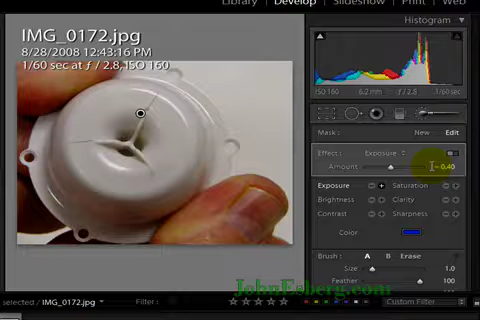 Library Develop Slideshow Print Web
IMG_0172.jpg
8/28/2008 12:43:16 PM
1/60 sec at ƒ / 2.8, ISO 160
Histogram
ISO 160 6.2 mm ƒ / 2.8 1/60 sec
Mask : New Edit
Effect : Exposure
Amount - 0.40
Exposure Saturation
Brightness Clarity
Contrast Sharpness
Color
Brush : A B Erase
Size 1.0
Feather 100
JohnEsberg.com
selected / IMG_0172.jpg Filter : Custom Filter